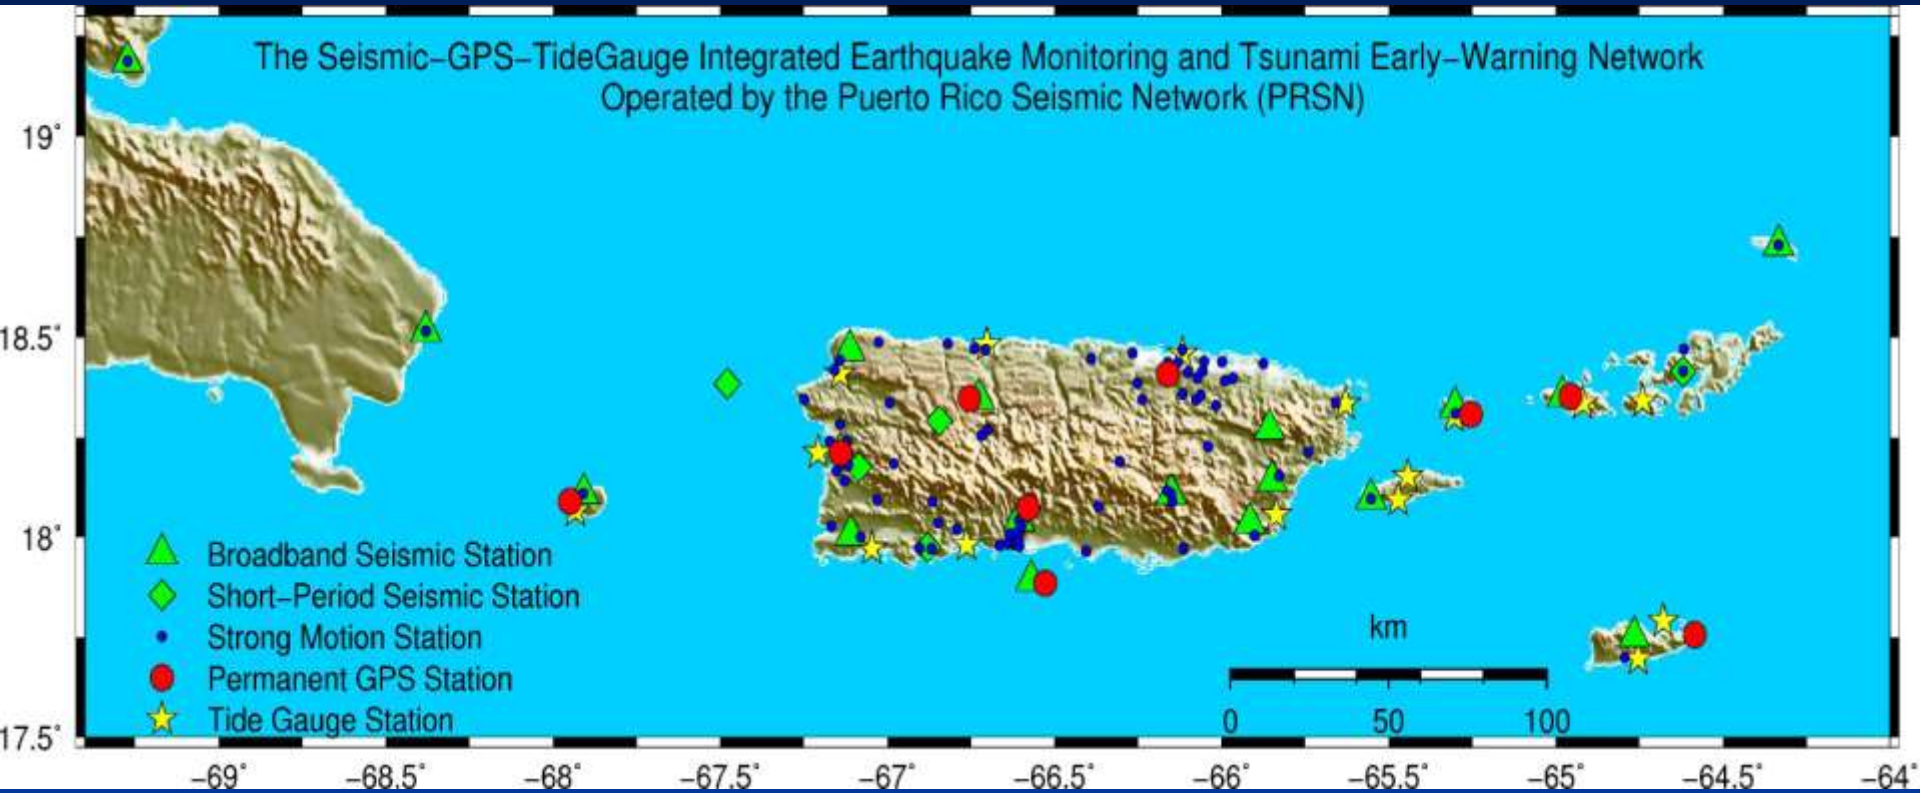 The Seismic−GPS−TideGauge Integrated Earthquake Monitoring and Tsunami Early−Warning Network
Operated by the Puerto Rico Seismic Network (PRSN)
19˚
18.5˚
18˚
17.5˚
Broadband Seismic Station
Short−Period Seismic Station
Strong Motion Station
Permanent GPS Station
Tide Gauge Station
km
0 50 100
−69˚ −68.5˚ −68˚ −67.5˚ −67˚ −66.5˚ −66˚ −65.5˚ −65˚ −64.5˚ −64˚